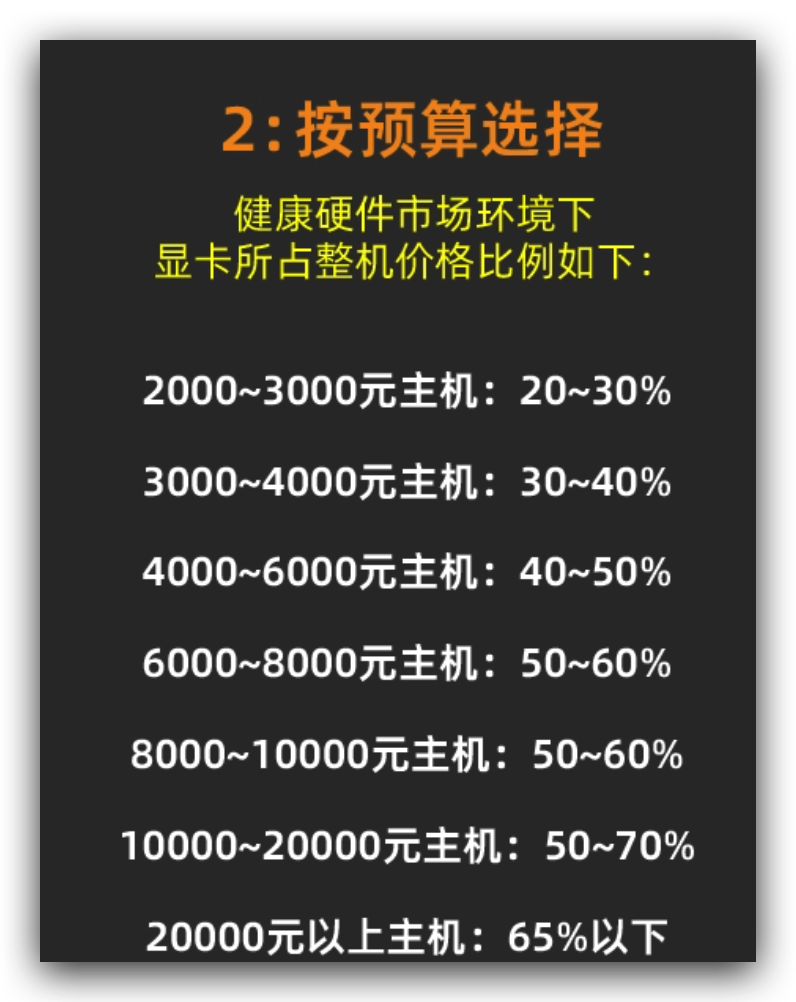 2:按预算选择
健康硬件市场环境下
显卡所占整机价格比例如下：
2000~3000元主机：20~30%
3000~4000元主机：30~40%
4000~6000元主机：40~50%
6000~8000元主机：50~60%
8000~10000元主机：50~60%
10000~20000元主机：50~70%
20000元以上主机：65%以下